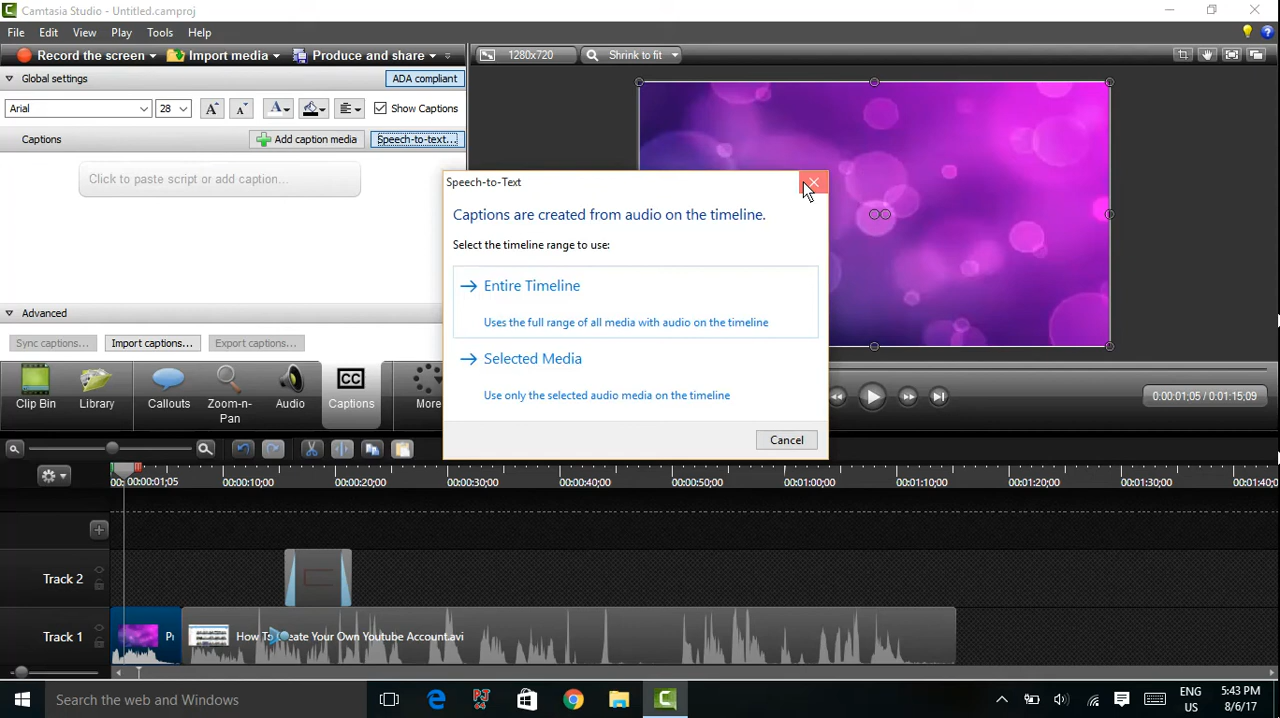 Camtasia Studio - Untitled.camproj
File Edit View Play Tools Help
Record the screen Import media Produce and share 1280x720 Shrink to fit
Global settings ADA compliant
Arial 28 A A A Show Captions
Captions Add caption media Speech-to-text...
Click to paste script or add caption...
Speech-to-Text
Captions are created from audio on the timeline.
Select the timeline range to use:
Entire Timeline
Uses the full range of all media with audio on the timeline
Selected Media
Use only the selected audio media on the timeline
Cancel
Advanced
Sync captions... Import captions... Export captions...
CC
Clip Bin Library Callouts Zoom-n-Pan Audio Captions More
0:00:01;05 / 0:01:15;09
00:00:01;05 0:00:10;00 0:00:20;00 0:00:30;00 0:00:40;00 0:00:50;00 0:01:00;00 0:01:10;00 0:01:20;00 0:01:30;00
Track 2
Track 1 How To Create Your Own Youtube Account.avi
Search the web and Windows
ENG
US
5:43 PM
8/6/17